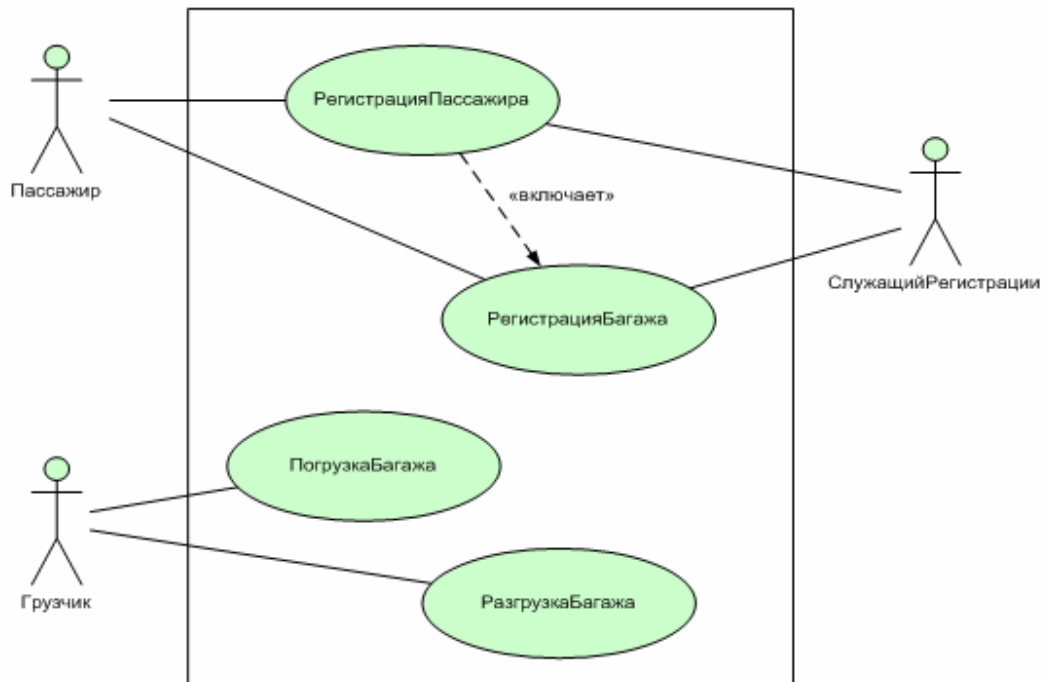 РегистрацияПассажира
Пассажир
«включает»
СлужащийРегистрации
РегистрацияБагажа
ПогрузкаБагажа
Грузчик
РазгрузкаБагажа